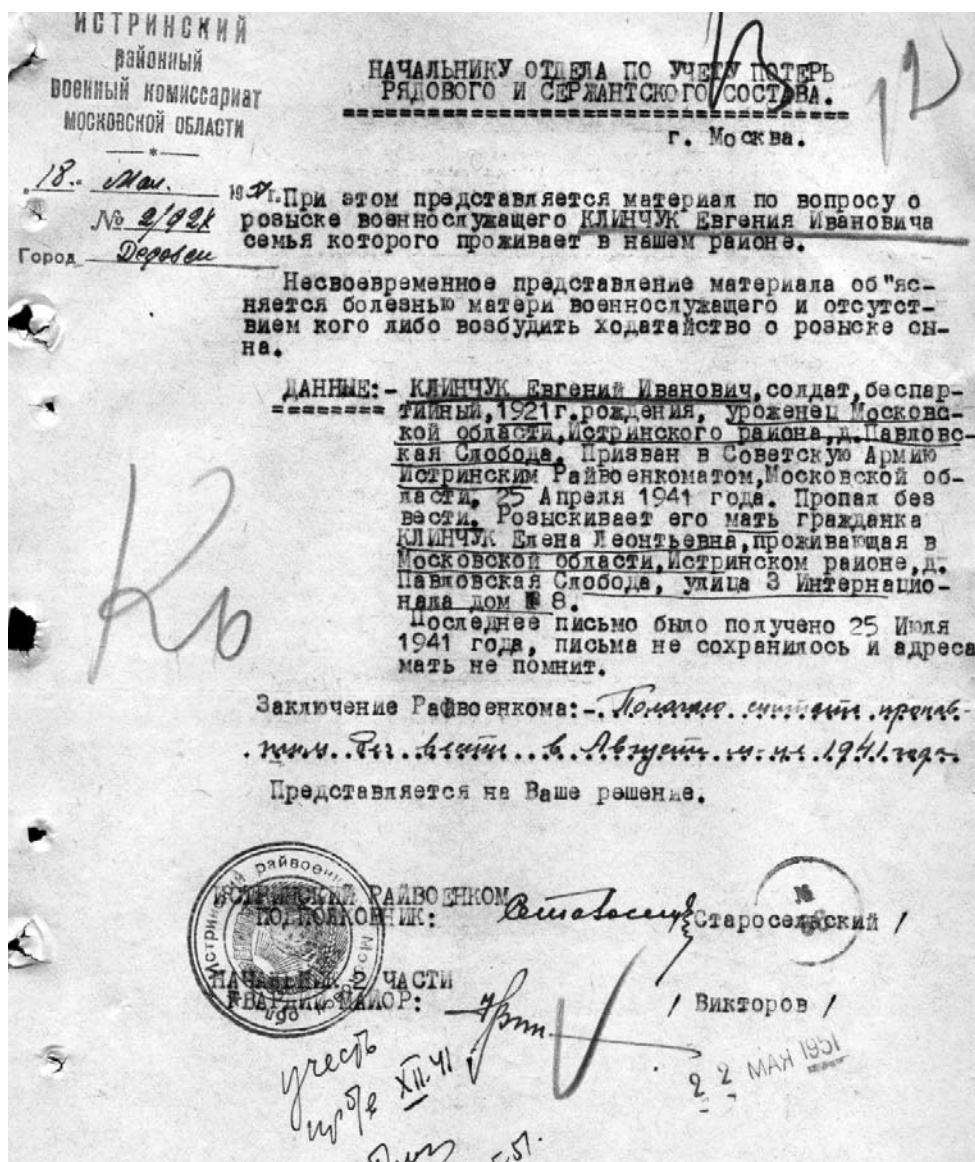 ИСТРИНСКИЙ
районный
военный комиссариат
МОСКОВСКОЙ ОБЛАСТИ
НАЧАЛЬНИКУ ОТДЕЛА ПО УЧЕТУ ПОТЕРЬ
РЯДОВОГО И СЕРЖАНТСКОГО СОСТАВА.
г. Москва.
"18." Мая. 1951г.
№ 2/0928
Город Дедовск
При этом представляется материал по вопросу о
розыске военнослужащего КЛИНЧУК Евгения Ивановича
семья которого проживает в нашем районе.
Несвоевременное представление материала об"яс-
няется болезнью матери военнослужащего и отсутст-
вием кого либо возбудить ходатайство о розыске сы-
на.
ДАННЫЕ:- КЛИНЧУК Евгений Иванович,солдат,беспар-
тийный,1921г.рождения, уроженец Московс-
кой области,Истринского района,д.Павловс-
кая Слобода. Призван в Советскую Армию
Истринским Райвоенкоматом,Московской об-
ласти, 25 Апреля 1941 года. Пропал без
вести. Розыскивает его мать гражданка
КЛИНЧУК Елена Леонтьевна,проживающая в
Московской области,Истринском районе,д.
Павловская Слобода, улица 3 Интернацио-
нала дом № 8.
Последнее письмо было получено 25 Июля
1941 года, письма не сохранилось и адреса
мать не помнит.
Заключение Райвоенкома:- Полагаю считать пропав-
шим без вести в Августе м-це 1941 года
Представляется на Ваше решение.
ИСТРИНСКИЙ РАЙВОЕНКОМ
ПОДПОЛКОВНИК: Старосельский /
НАЧАЛЬНИК 2 ЧАСТИ
ГВАРДИИ МАЙОР: / Викторов /
22 МАЯ 1951
учесть
пр б/в XII.41